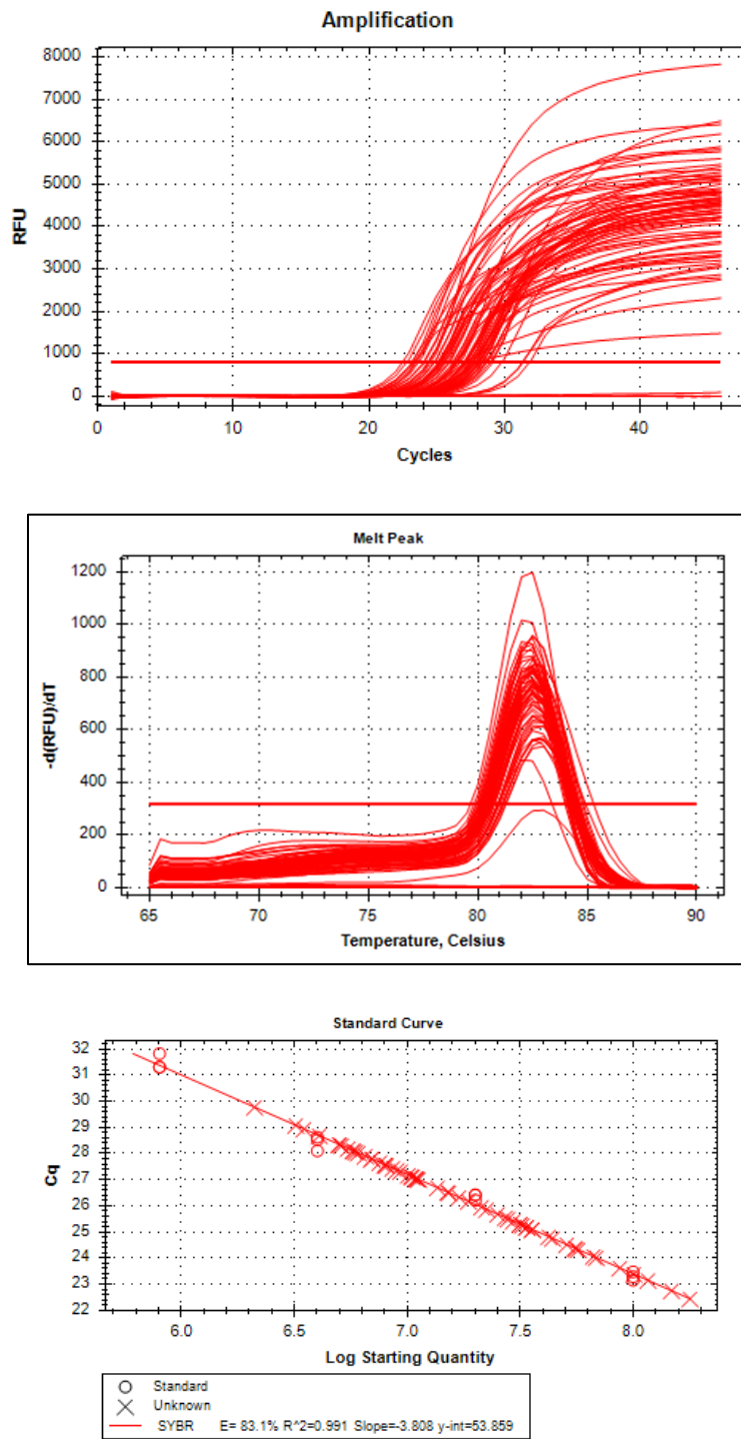 Amplification
8000
7000
6000
5000
4000
3000
2000
1000
0
RFU
0 10 20 30 40
Cycles
Melt Peak
1200
1000
800
600
400
200
0
-d(RFU)/dT
65 70 75 80 85 90
Temperature, Celsius
Standard Curve
32
31
30
29
28
27
26
25
24
23
22
Cq
6.0 6.5 7.0 7.5 8.0
Log Starting Quantity
Standard
Unknown
SYBR E= 83.1% R^2=0.991 Slope=-3.808 y-int=53.859